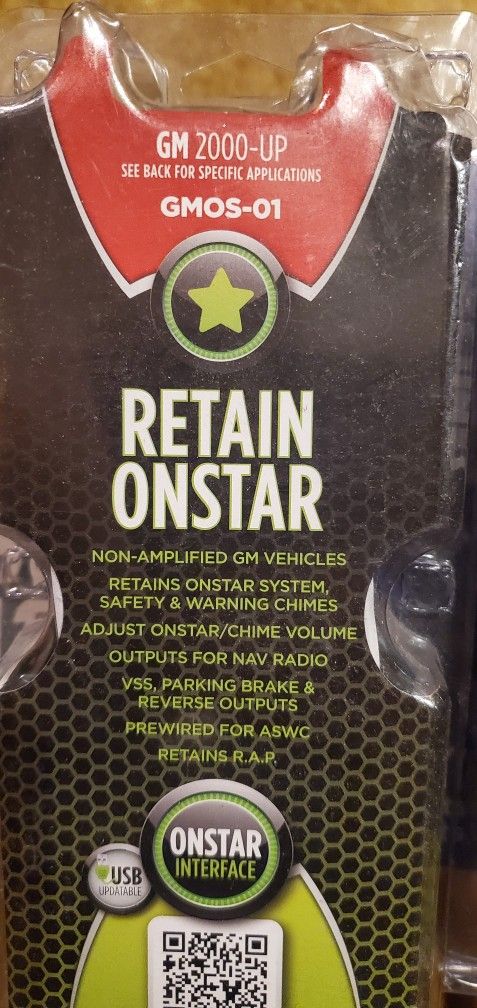 GM 2000-UP
SEE BACK FOR SPECIFIC APPLICATIONS
GMOS-01
RETAIN
ONSTAR
NON-AMPLIFIED GM VEHICLES
RETAINS ONSTAR SYSTEM,
SAFETY & WARNING CHIMES
ADJUST ONSTAR/CHIME VOLUME
OUTPUTS FOR NAV RADIO
VSS, PARKING BRAKE &
REVERSE OUTPUTS
PREWIRED FOR ASWC
RETAINS R.A.P.
ONSTAR
INTERFACE
USB
UPDATABLE